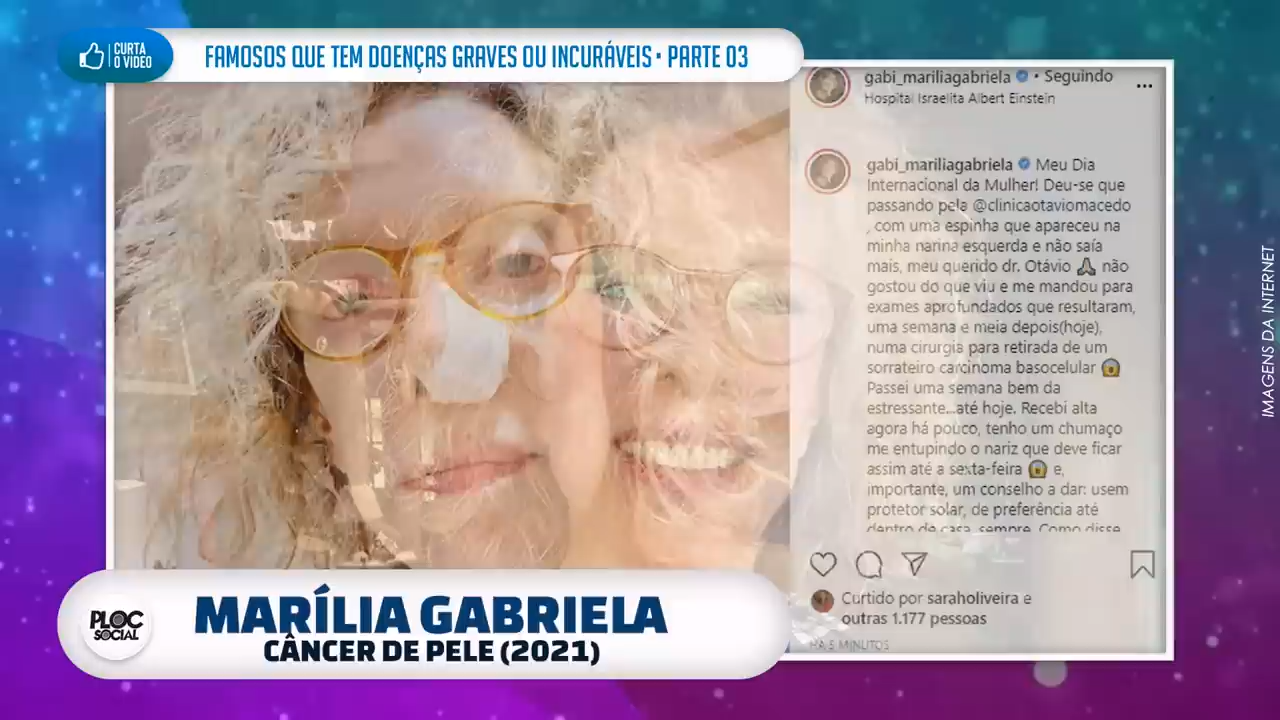 CURTA
O VÍDEO
FAMOSOS QUE TEM DOENÇAS GRAVES OU INCURÁVEIS • PARTE 03
gabi_mariliagabriela • Seguindo
Hospital Israelita Albert Einstein
gabi_mariliagabriela Meu Dia
Internacional da Mulher! Deu-se que
passando pela @clinicaotaviomacedo
, com uma espinha que apareceu na
minha narina esquerda e não saía
mais, meu querido dr. Otávio 🙏 não
gostou do que viu e me mandou para
exames aprofundados que resultaram,
uma semana e meia depois(hoje),
numa cirurgia para retirada de um
sorrateiro carcinoma basocelular 😱
Passei uma semana bem da
estressante...até hoje. Recebi alta
agora há pouco, tenho um chumaço
me entupindo o nariz que deve ficar
assim até a sexta-feira 😱 e,
importante, um conselho a dar: usem
protetor solar, de preferência até
dentro de casa, sempre. Como disse
Curtido por saraholiveira e
outras 1.177 pessoas
HÁ 5 MINUTOS
IMAGENS DA INTERNET
PLOC
SOCIAL
MARÍLIA GABRIELA
CÂNCER DE PELE (2021)